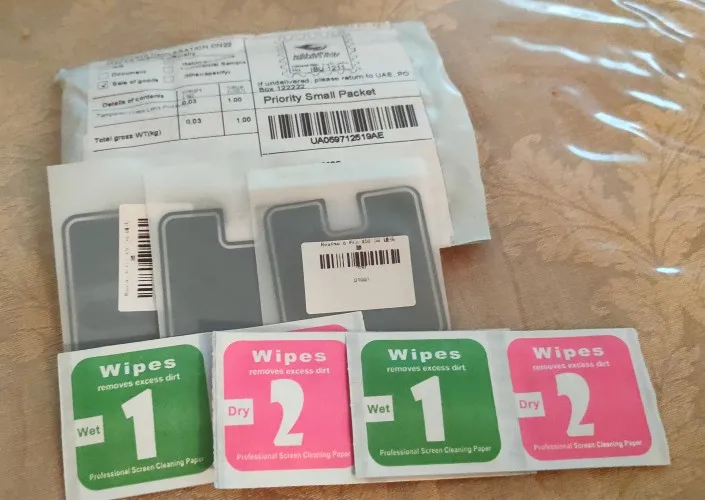 Document
Sale of goods
Details of contents
0.03
1.00
Total gross WT(kg)
0.03
1.00
If undelivered, please return to UAE, PO
Box 122222
Priority Small Packet
UA059712519AE
Wipes
removes excess dirt
1
Wet
Professional Screen Cleaning Paper
Wipes
removes excess dirt
2
Dry
Professional Screen Cleaning Pape
Wipes
removes excess dirt
1
Wet
Professional Screen Cleaning Paper
Wipes
removes excess dirt
2
Dry
Professional Screen Cleaning Paper